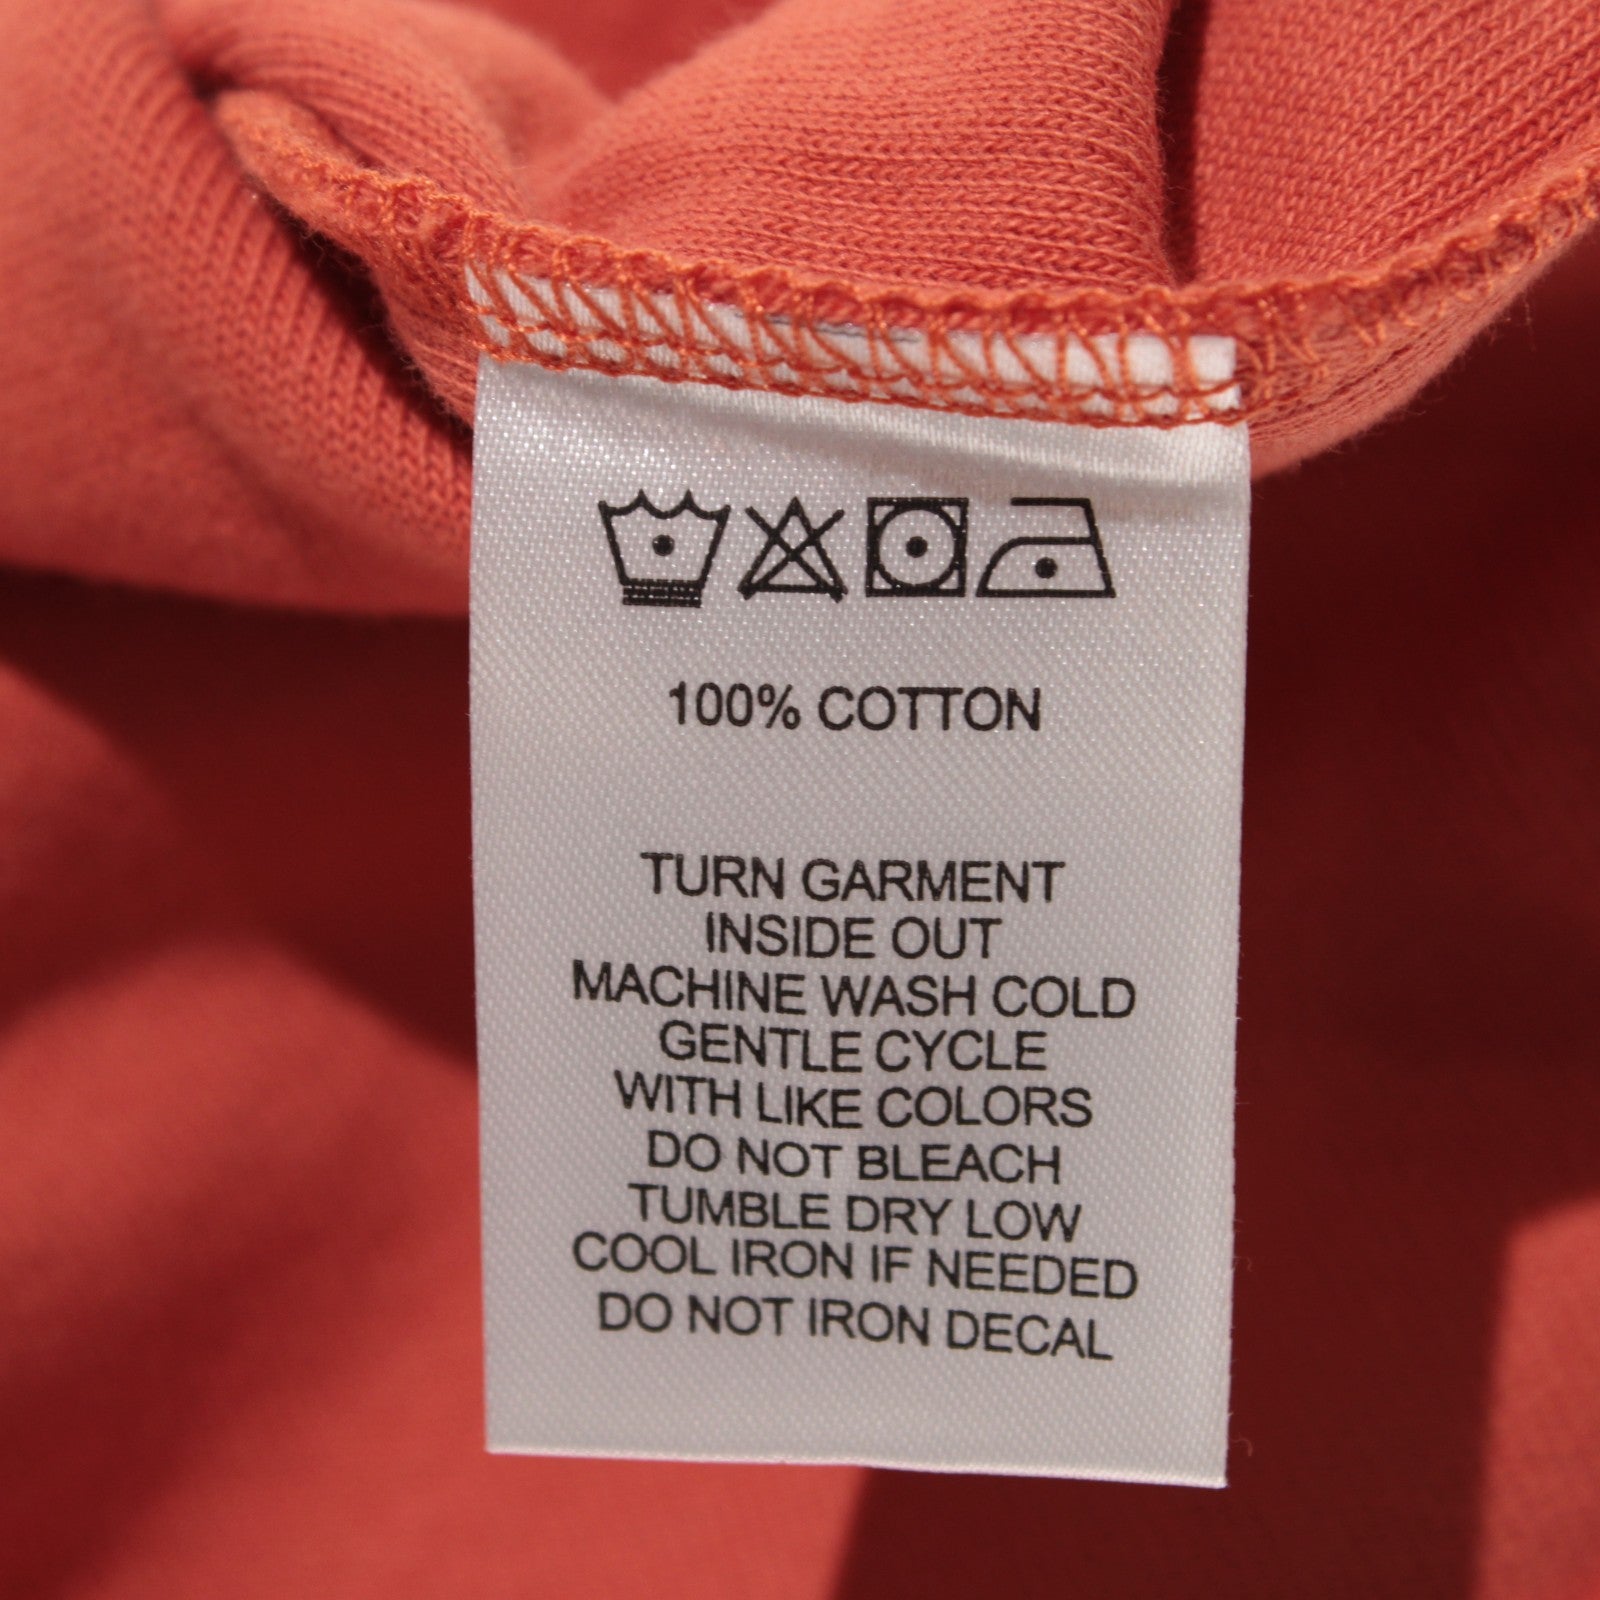 100% COTTON
TURN GARMENT
INSIDE OUT
MACHINE WASH COLD
GENTLE CYCLE
WITH LIKE COLORS
DO NOT BLEACH
TUMBLE DRY LOW
COOL IRON IF NEEDED
DO NOT IRON DECAL